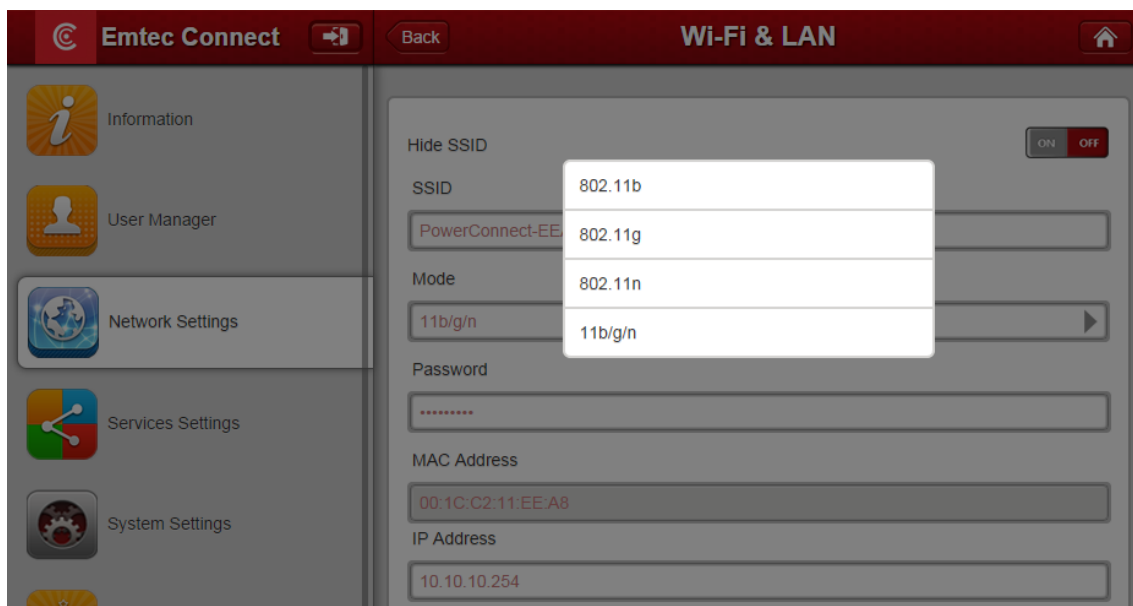 Emtec Connect
Back
Wi-Fi & LAN
Information
User Manager
Network Settings
Services Settings
System Settings
Hide SSID
ON OFF
SSID
PowerConnect-EE
Mode
11b/g/n
802.11b
802.11g
802.11n
11b/g/n
Password
•••••••••
MAC Address
00:1C:C2:11:EE:A8
IP Address
10.10.10.254